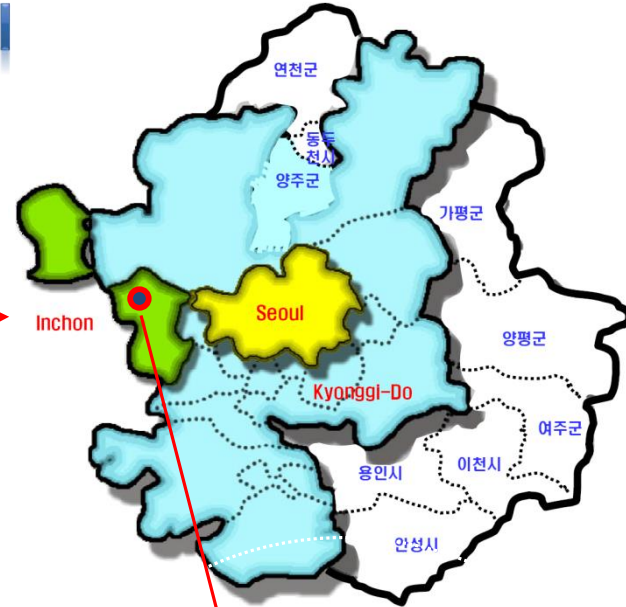 연천군
동두
천시
양주군
가평군
Inchon
Seoul
양평군
Kyonggi-Do
여주군
용인시
이천시
안성시